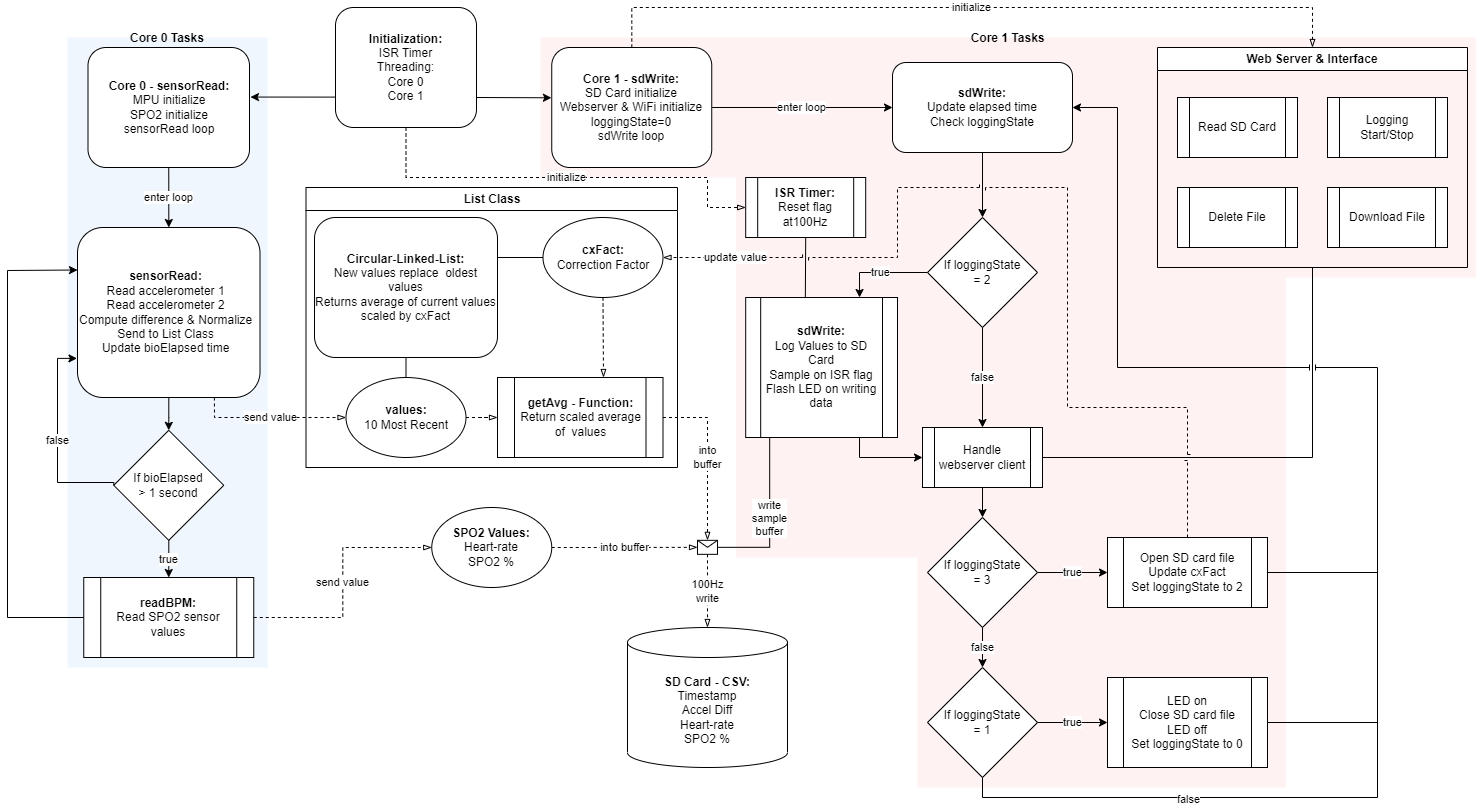 initialize
Core 0 Tasks
Core 1 Tasks
Initialization:
ISR Timer
Threading:
Core 0
Core 1
Core 0 - sensorRead:
MPU initialize
SPO2 initialize
sensorRead loop
Core 1 - sdWrite:
SD Card initialize
Webserver & WiFi initialize
loggingState=0
sdWrite loop
enter loop
sdWrite:
Update elapsed time
Check loggingState
Web Server & Interface
Read SD Card
Logging
Start/Stop
Delete File
Download File
enter loop
initialize
ISR Timer:
Reset flag
at100Hz
List Class
Circular-Linked-List:
New values replace oldest
values
Returns average of current values
scaled by cxFact
cxFact:
Correction Factor
update value
sensorRead:
Read accelerometer 1
Read accelerometer 2
Compute difference & Normalize
Send to List Class
Update bioElapsed time
If loggingState
= 2
true
sdWrite:
Log Values to SD
Card
Sample on ISR flag
Flash LED on writing
data
false
send value
values:
10 Most Recent
getAvg - Function:
Return scaled average
of values
into
buffer
false
If bioElapsed
> 1 second
true
Handle
webserver client
write
sample
buffer
SPO2 Values:
Heart-rate
SPO2 %
into buffer
send value
readBPM:
Read SPO2 sensor
values
100Hz
write
If loggingState
= 3
true
Open SD card file
Update cxFact
Set loggingState to 2
false
SD Card - CSV:
Timestamp
Accel Diff
Heart-rate
SPO2 %
If loggingState
= 1
true
LED on
Close SD card file
LED off
Set loggingState to 0
false